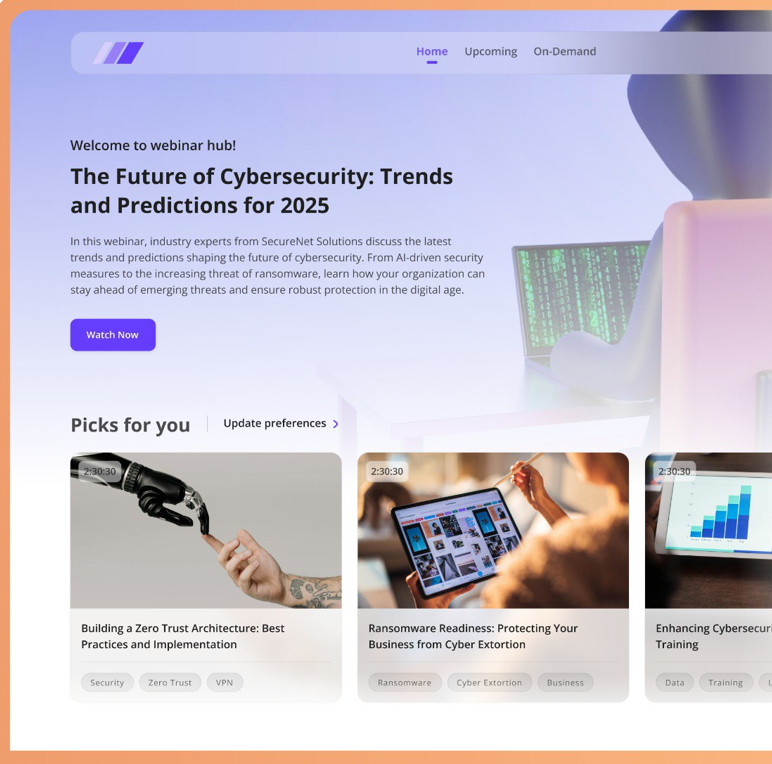 Home Upcoming On-Demand
Welcome to webinar hub!
The Future of Cybersecurity: Trends
and Predictions for 2025
In this webinar, industry experts from SecureNet Solutions discuss the latest
trends and predictions shaping the future of cybersecurity. From AI-driven security
measures to the increasing threat of ransomware, learn how your organization can
stay ahead of emerging threats and ensure robust protection in the digital age.
Watch Now
Picks for you
Update preferences
2:30:30
Building a Zero Trust Architecture: Best
Practices and Implementation
Security Zero Trust VPN
2:30:30
Ransomware Readiness: Protecting Your
Business from Cyber Extortion
Ransomware Cyber Extortion Business
2:30:30
Enhancing
Training
Data Training